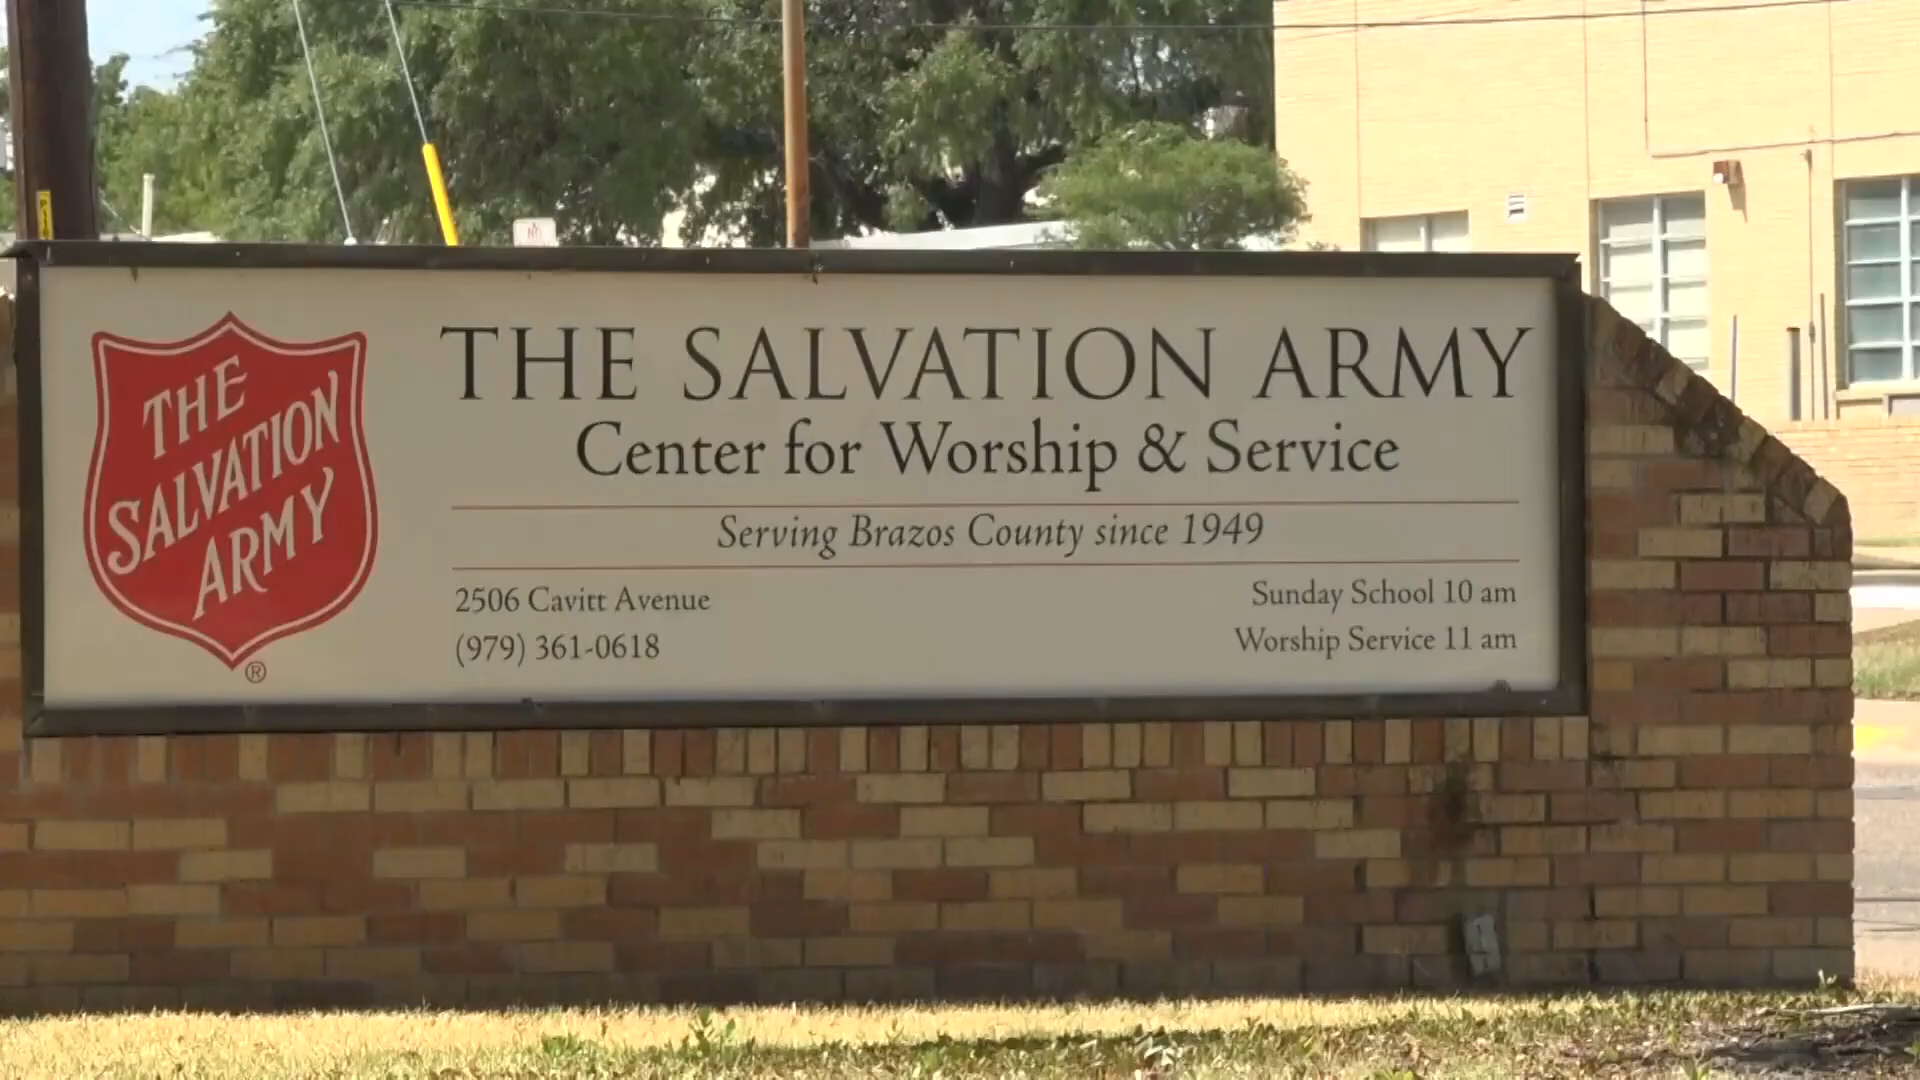 THE
SALVATION
ARMY
®
THE SALVATION ARMY
Center for Worship & Service
Serving Brazos County since 1949
2506 Cavitt Avenue
(979) 361-0618
Sunday School 10 am
Worship Service 11 am